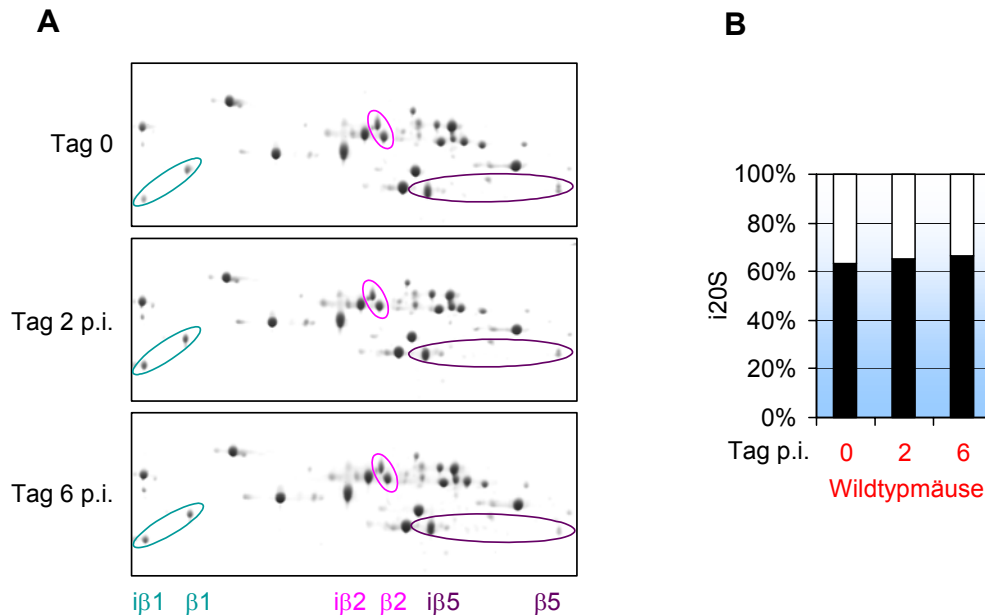 A
B
Tag 0
Tag 2 p.i.
Tag 6 p.i.
iβ1 β1 iβ2 β2 iβ5 β5
100%
80%
60%
40%
20%
0%
i20S
Tag p.i. 0 2 6
Wildtypmäuse